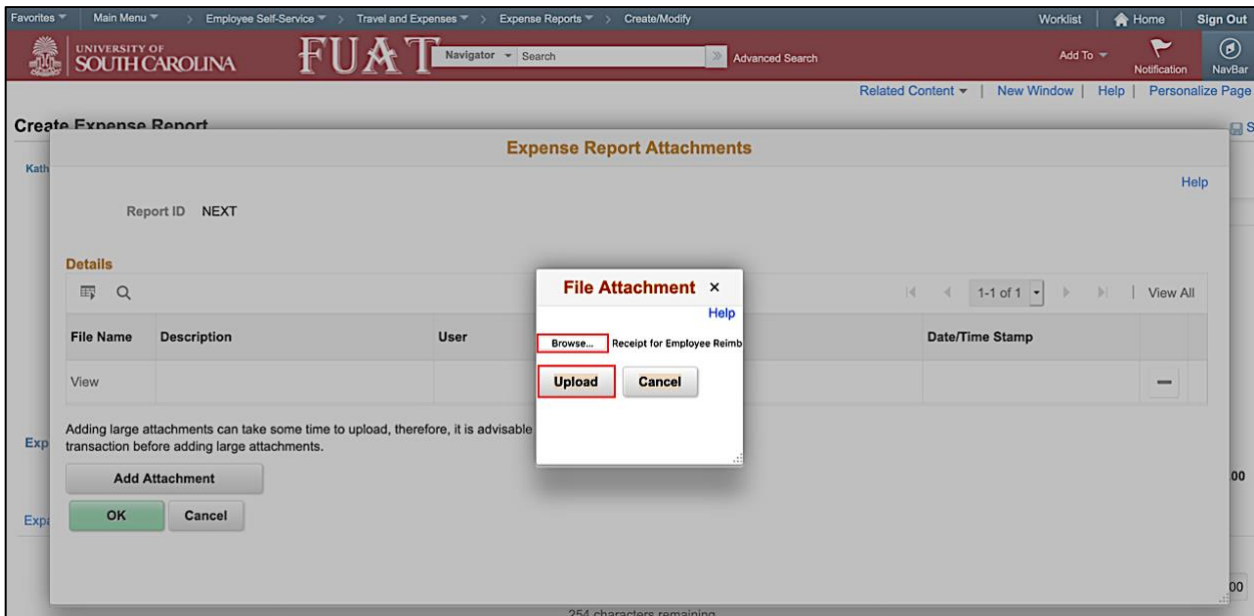 Favorites Main Menu > Employee Self-Service > Travel and Expenses > Expense Reports > Create/Modify Worklist Home Sign Out
UNIVERSITY OF
SOUTH CAROLINA
FUAT
Navigator Search Advanced Search Add To Notification NavBar
Related Content | New Window | Help | Personalize Page
Create Expense Report S
Expense Report Attachments
Kath
Help
Report ID NEXT
Details
1-1 of 1 | View All
File Name Description User Date/Time Stamp
View
File Attachment ×
Help
Browse... Receipt for Employee Reimb
Upload Cancel
Adding large attachments can take some time to upload, therefore, it is advisable
transaction before adding large attachments.
Exp
00
Add Attachment
OK Cancel
Expa
00
254 characters remaining